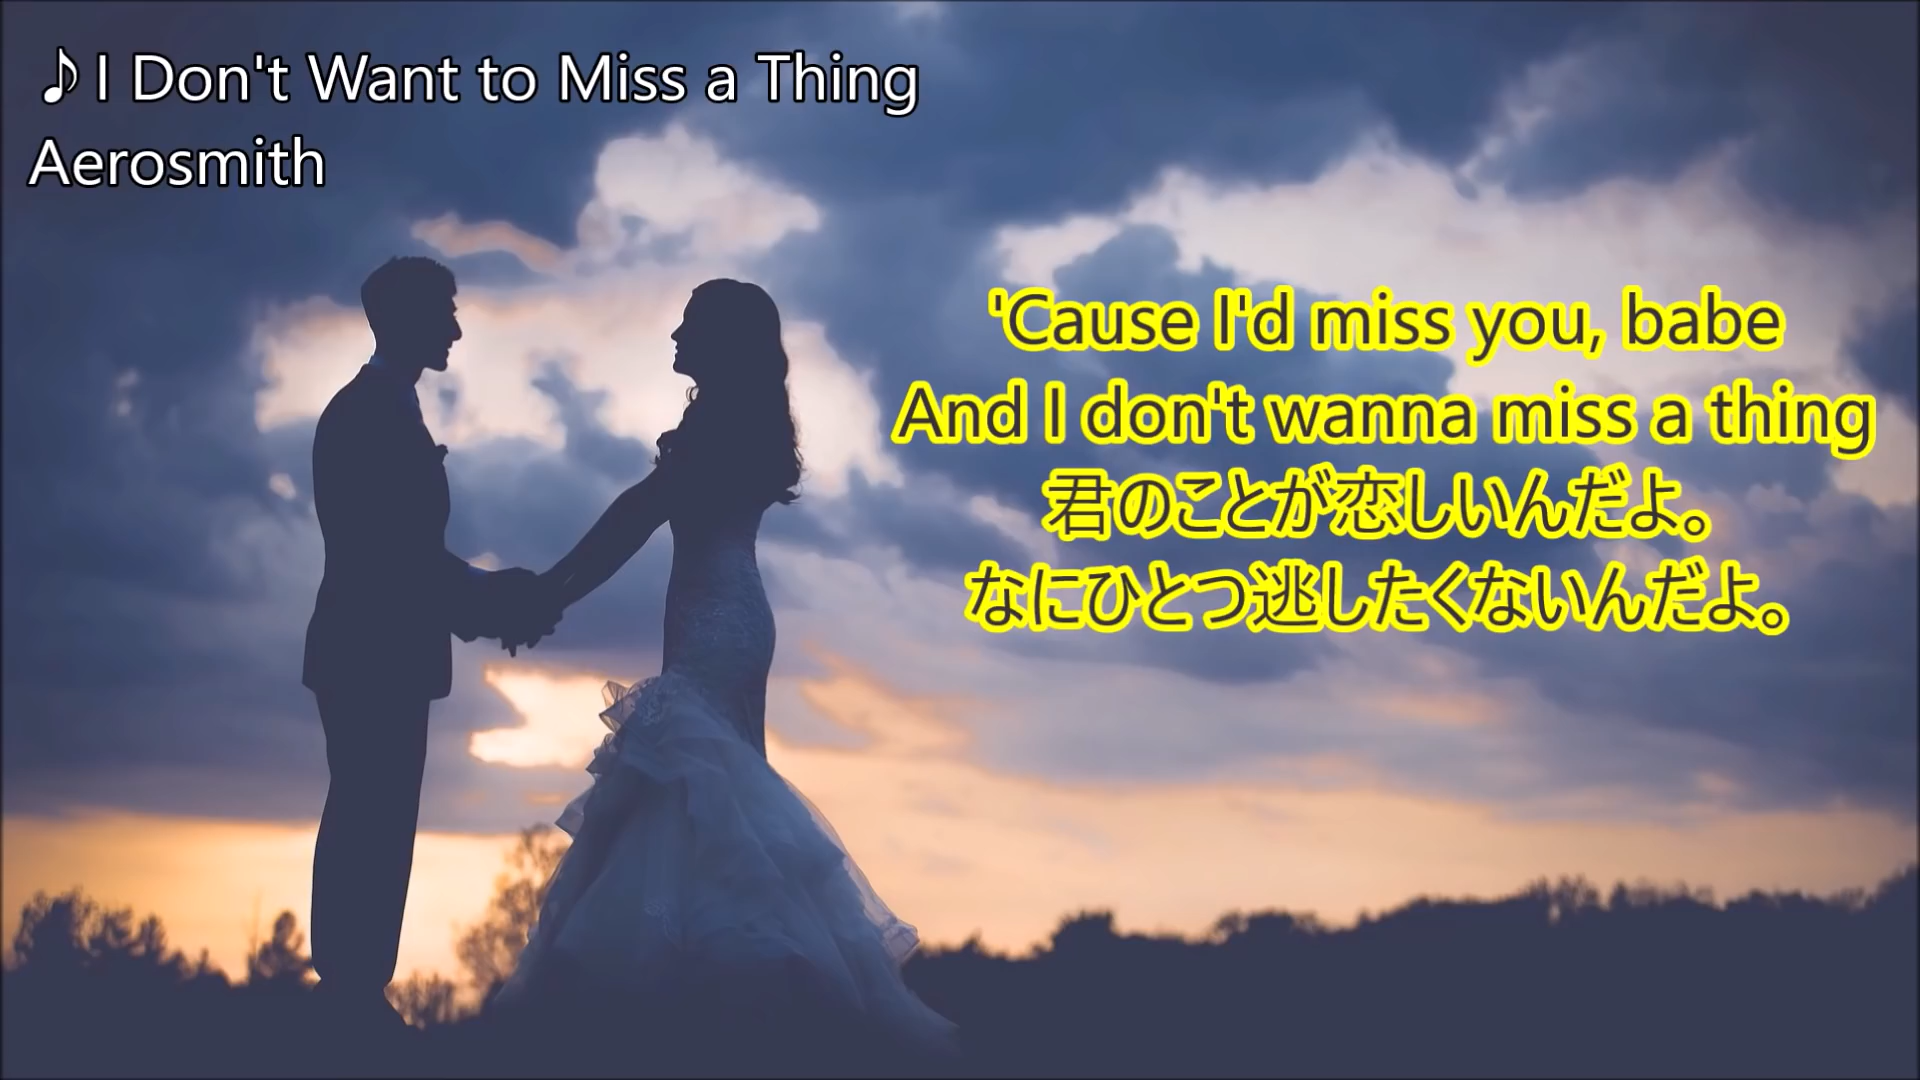 ♪I Don't Want to Miss a Thing
Aerosmith
'Cause I'd miss you, babe
And I don't wanna miss a thing
君のことが恋しいんだよ。
なにひとつ逃したくないんだよ。